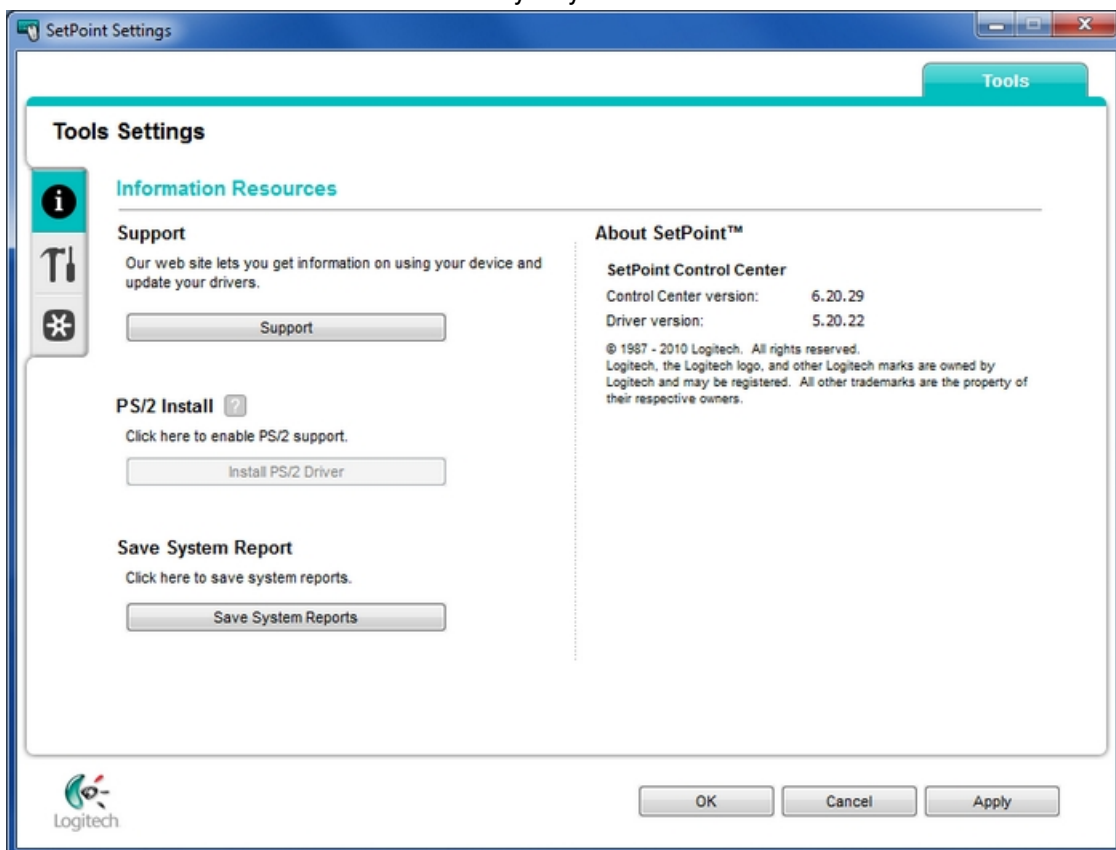 SetPoint Settings
Tools
Tools Settings
Information Resources
Support
Our web site lets you get information on using your device and
update your drivers.
Support
PS/2 Install ?
Click here to enable PS/2 support.
Install PS/2 Driver
Save System Report
Click here to save system reports.
Save System Reports
About SetPoint™
SetPoint Control Center
Control Center version: 6.20.29
Driver version: 5.20.22
© 1987 - 2010 Logitech. All rights reserved.
Logitech, the Logitech logo, and other Logitech marks are owned by
Logitech and may be registered. All other trademarks are the property of
their respective owners.
Logitech
OK
Cancel
Apply